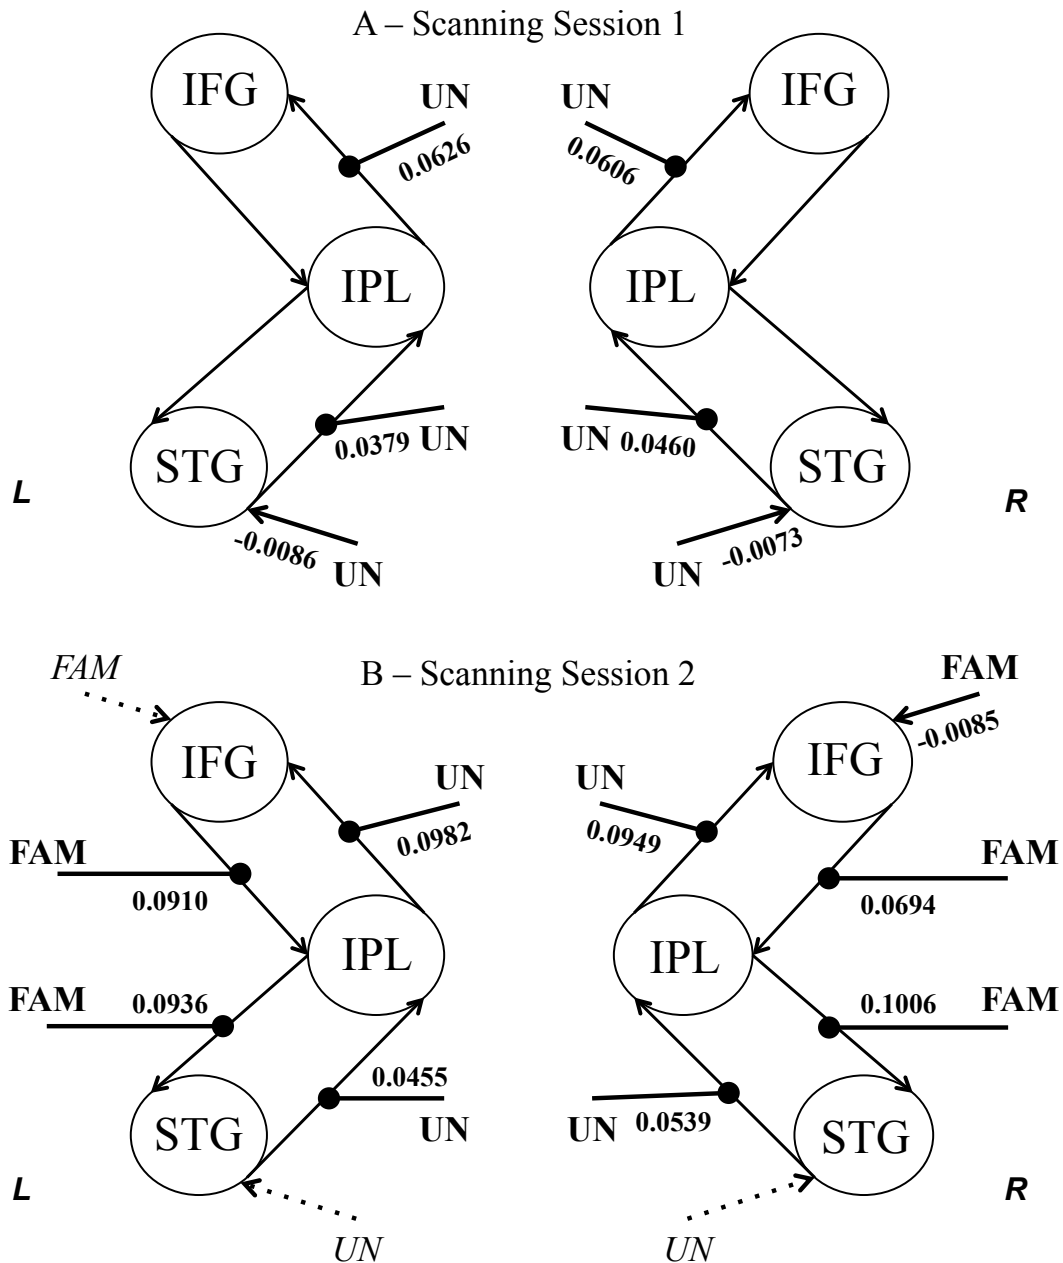 A – Scanning Session 1
IFG
IFG
UN
UN
0.0626
0.0606
IPL
IPL
0.0379
UN
UN
0.0460
STG
STG
L
R
-0.0086
UN
UN
-0.0073
B – Scanning Session 2
FAM
FAM
-0.0085
IFG
IFG
UN
UN
0.0982
0.0949
FAM
FAM
0.0910
0.0694
IPL
IPL
FAM
0.0936
0.1006
FAM
0.0455
UN
UN
0.0539
STG
STG
L
R
UN
UN